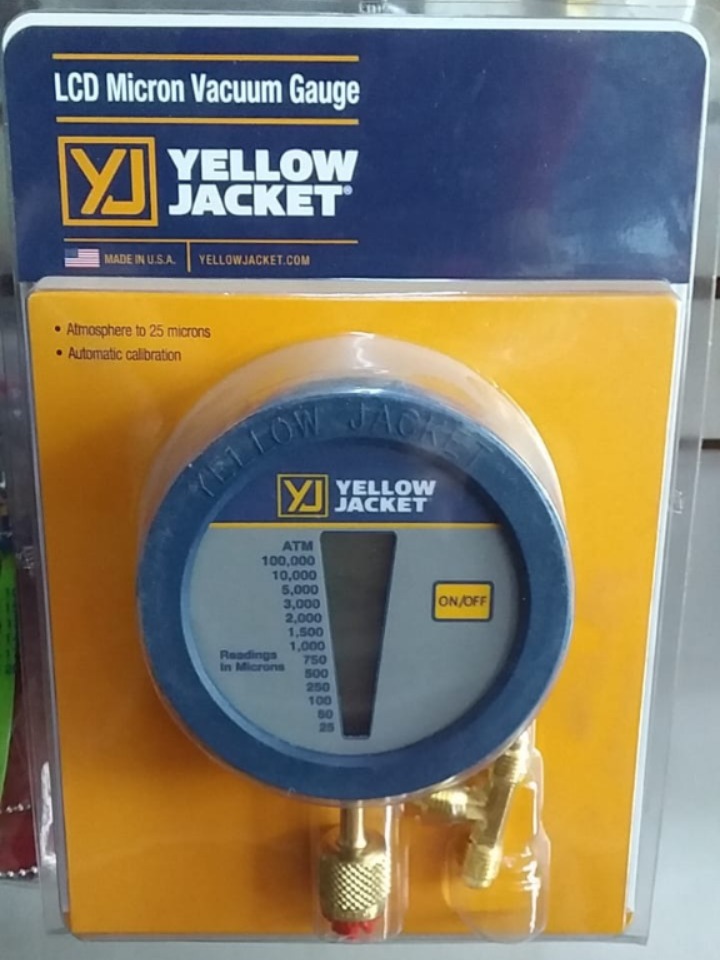 LCD Micron Vacuum Gauge
YJ YELLOW
JACKET®
MADE IN U.S.A. YELLOWJACKET.COM
• Atmosphere to 25 microns
• Automatic calibration
YELLOW JACKET
YJ YELLOW
JACKET
ATM
100,000
10,000
5,000
3,000
2,000
1,500
1,000
750
500
250
100
50
25
Readings
in Microns
ON/OFF